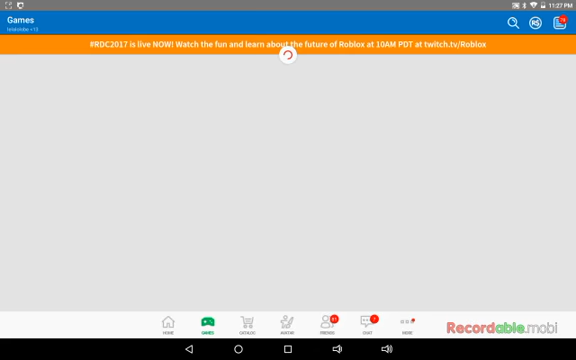 11:27 PM
Games
#RDC2017 is live NOW! Watch the fun and learn about the future of Roblox at 10AM PDT at twitch.tv/Roblox
HOME GAMES CATALOG AVATAR FRIENDS CHAT MORE
Recordable.mobi